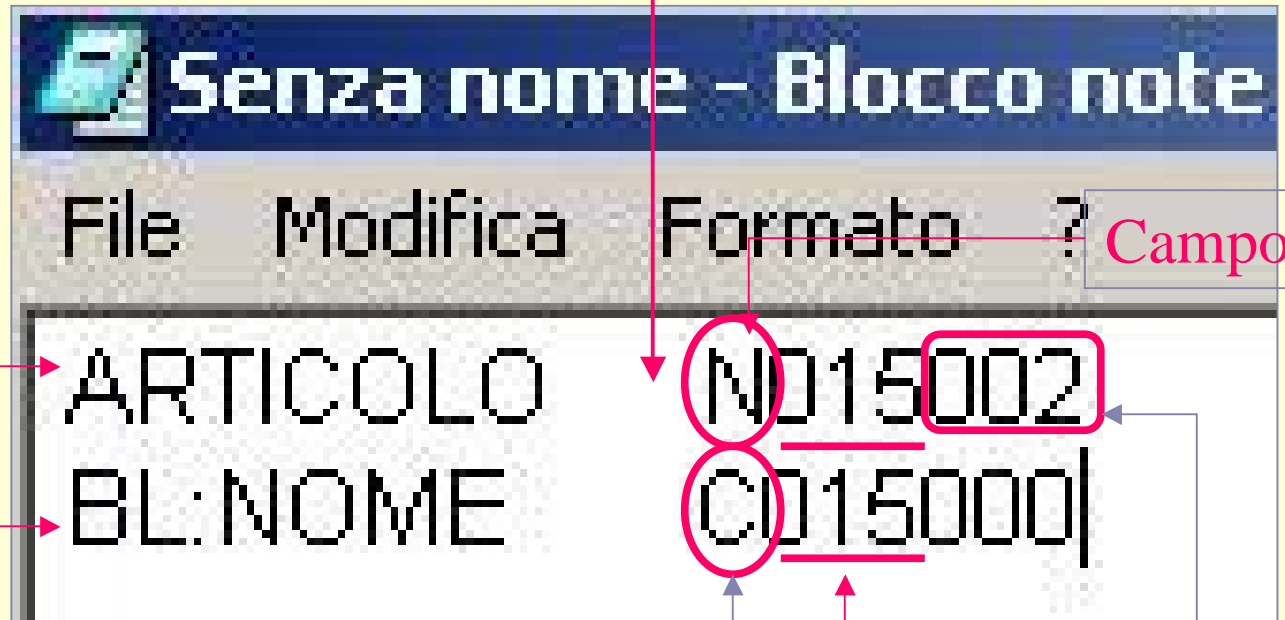 Senza nome - Blocco note
File Modifica Formato ?
Campo
ARTICOLO N015002
BL:NOME C015000